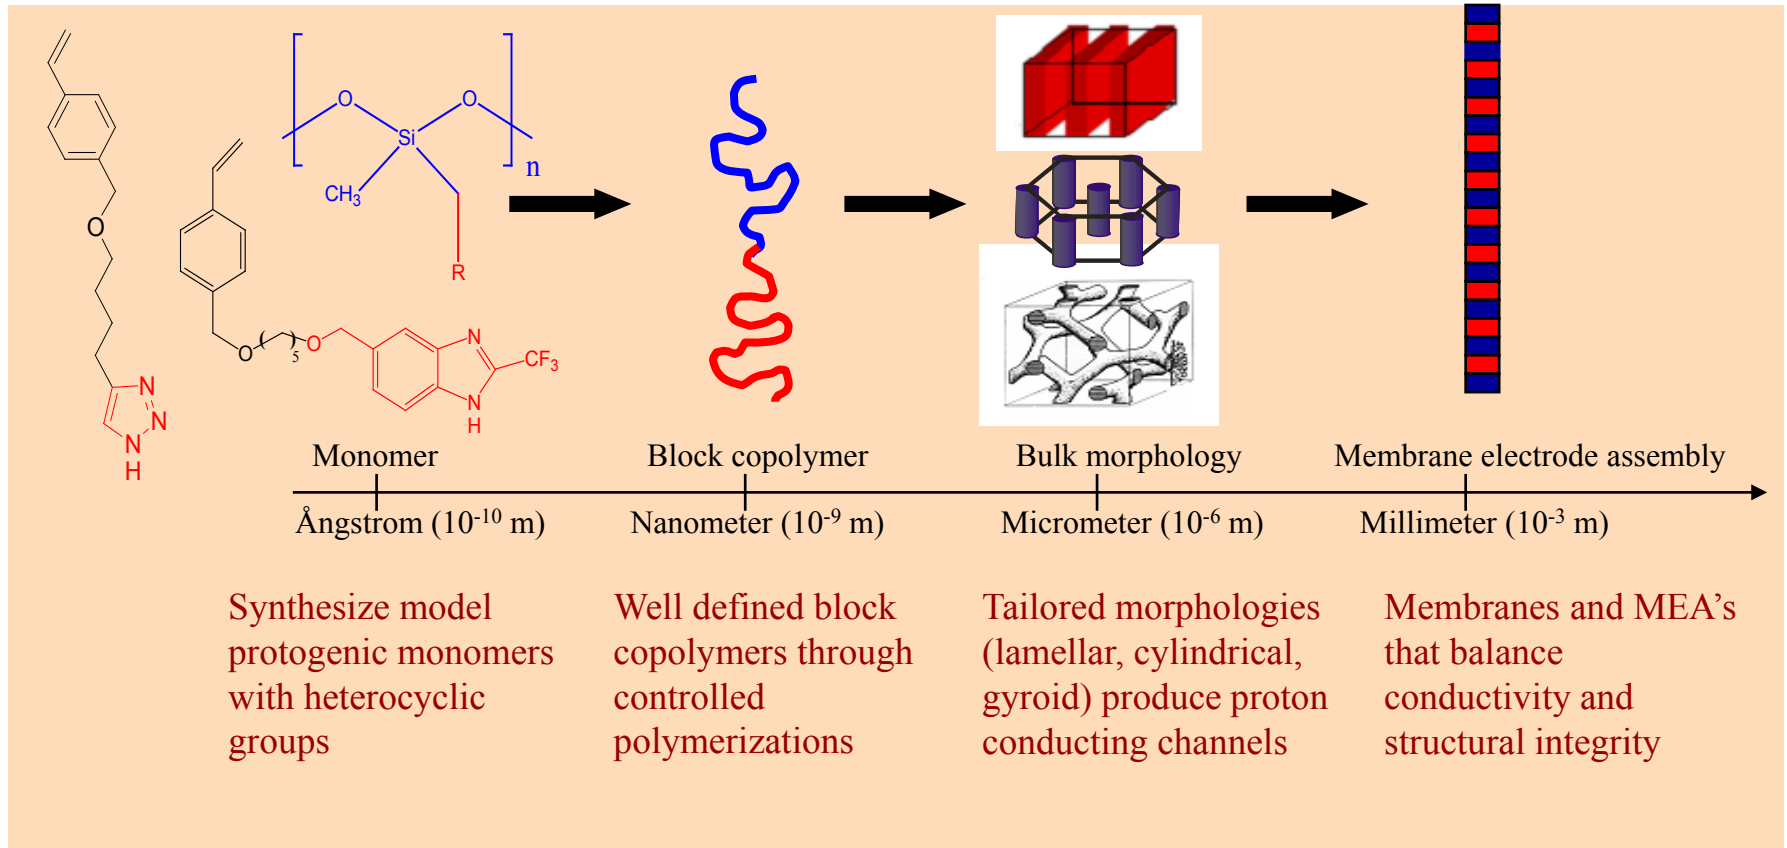 O
N
N
N
H
O
( )
5
O
N
N
H
CF3
O
O
Si
CH3
R
n
Monomer
Block copolymer
Bulk morphology
Membrane electrode assembly
Ångstrom (10-10 m)
Nanometer (10-9 m)
Micrometer (10-6 m)
Millimeter (10-3 m)
Synthesize model
protogenic monomers
with heterocyclic
groups
Well defined block
copolymers through
controlled
polymerizations
Tailored morphologies
(lamellar, cylindrical,
gyroid) produce proton
conducting channels
Membranes and MEA’s
that balance
conductivity and
structural integrity